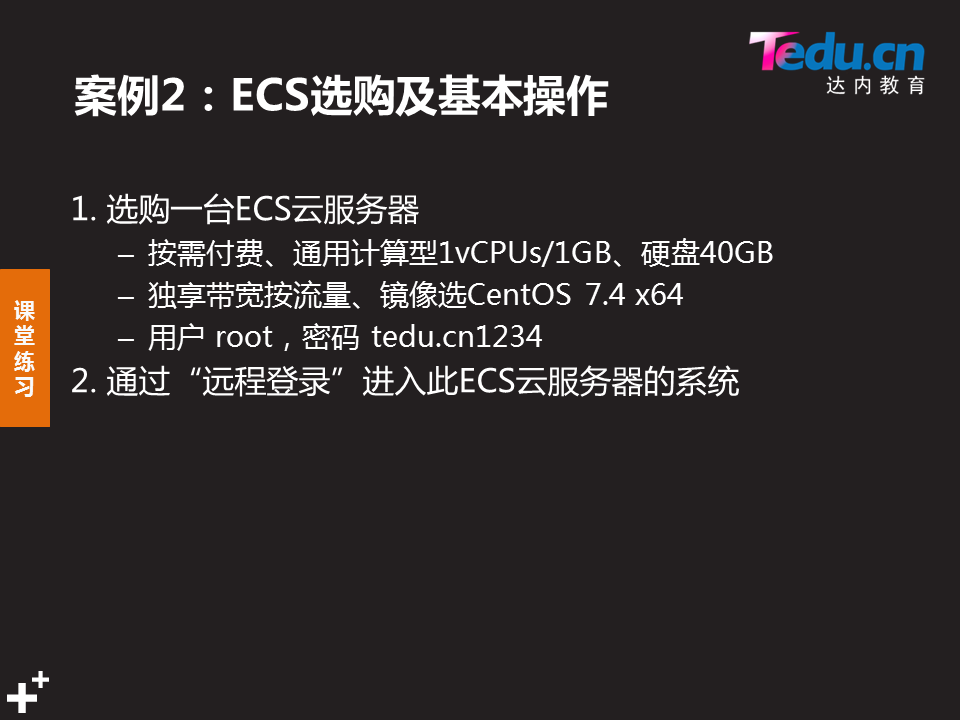 Tedu.cn
达内教育
案例2：ECS选购及基本操作
1. 选购一台ECS云服务器
– 按需付费、通用计算型1vCPUs/1GB、硬盘40GB
– 独享带宽按流量、镜像选CentOS 7.4 x64
– 用户 root，密码 tedu.cn1234
2. 通过“远程登录”进入此ECS云服务器的系统
课堂练习